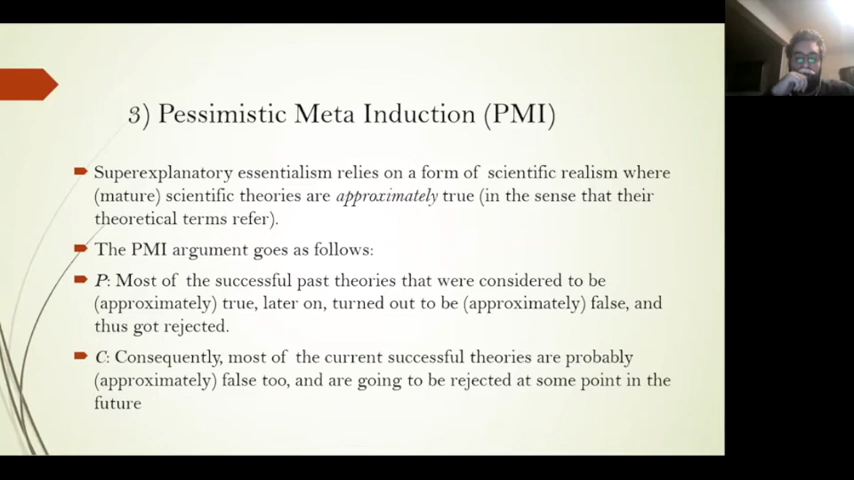 3) Pessimistic Meta Induction (PMI)
Superexplanatory essentialism relies on a form of scientific realism where
(mature) scientific theories are approximately true (in the sense that their
theoretical terms refer).
The PMI argument goes as follows:
P: Most of the successful past theories that were considered to be
(approximately) true, later on, turned out to be (approximately) false, and
thus got rejected.
C: Consequently, most of the current successful theories are probably
(approximately) false too, and are going to be rejected at some point in the
future